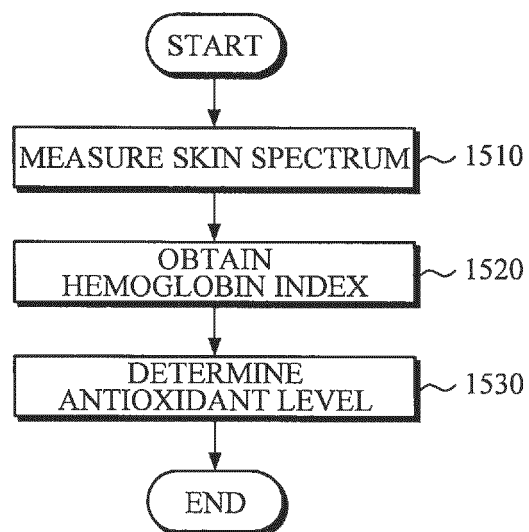 START
MEASURE SKIN SPECTRUM 1510
OBTAIN
HEMOGLOBIN INDEX 1520
DETERMINE
ANTIOXIDANT LEVEL 1530
END